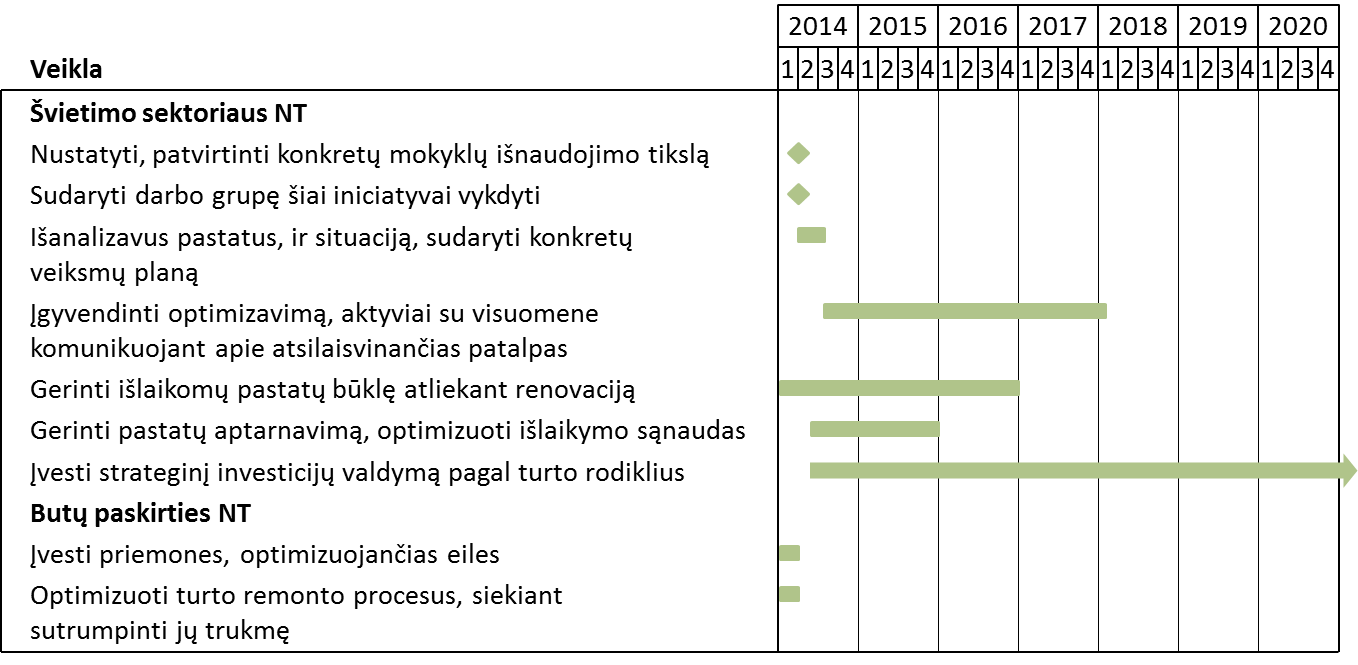 2014 2015 2016 2017 2018 2019 2020
Veikla 1 2 3 4 1 2 3 4 1 2 3 4 1 2 3 4 1 2 3 4 1 2 3 4 1 2 3 4
Švietimo sektoriaus NT
Nustatyti, patvirtinti konkretų mokyklų išnaudojimo tikslą
Sudaryti darbo grupę šiai iniciatyvai vykdyti
Išanalizavus pastatus, ir situaciją, sudaryti konkretų
veiksmų planą
Įgyvendinti optimizavimą, aktyviai su visuomene
komunikuojant apie atsilaisvinančias patalpas
Gerinti išlaikomų pastatų būklę atliekant renovaciją
Gerinti pastatų aptarnavimą, optimizuoti išlaikymo sąnaudas
Įvesti strateginį investicijų valdymą pagal turto rodiklius
Butų paskirties NT
Įvesti priemones, optimizuojančias eiles
Optimizuoti turto remonto procesus, siekiant
sutrumpinti jų trukmę